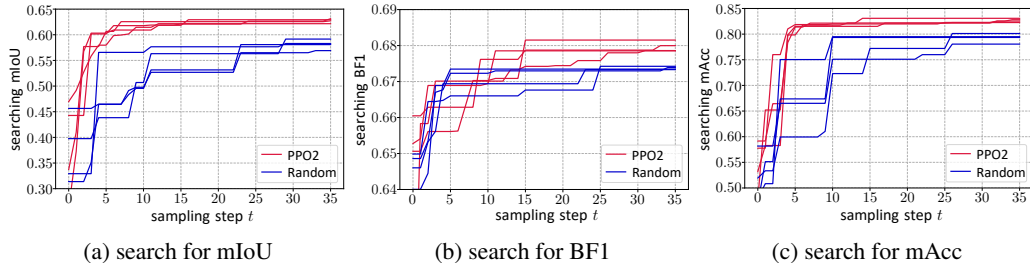 searching mIoU
0.65
0.60
0.55
0.50
0.45
0.40
0.35
0.30
0 5 10 15 20 25 30 35
sampling step t
PPO2
Random
(a) search for mIoU
searching BF1
0.69
0.68
0.67
0.66
0.65
0.64
0 5 10 15 20 25 30 35
sampling step t
PPO2
Random
(b) search for BF1
searching mAcc
0.85
0.80
0.75
0.70
0.65
0.60
0.55
0.50
0 5 10 15 20 25 30 35
sampling step t
PPO2
Random
(c) search for mAcc